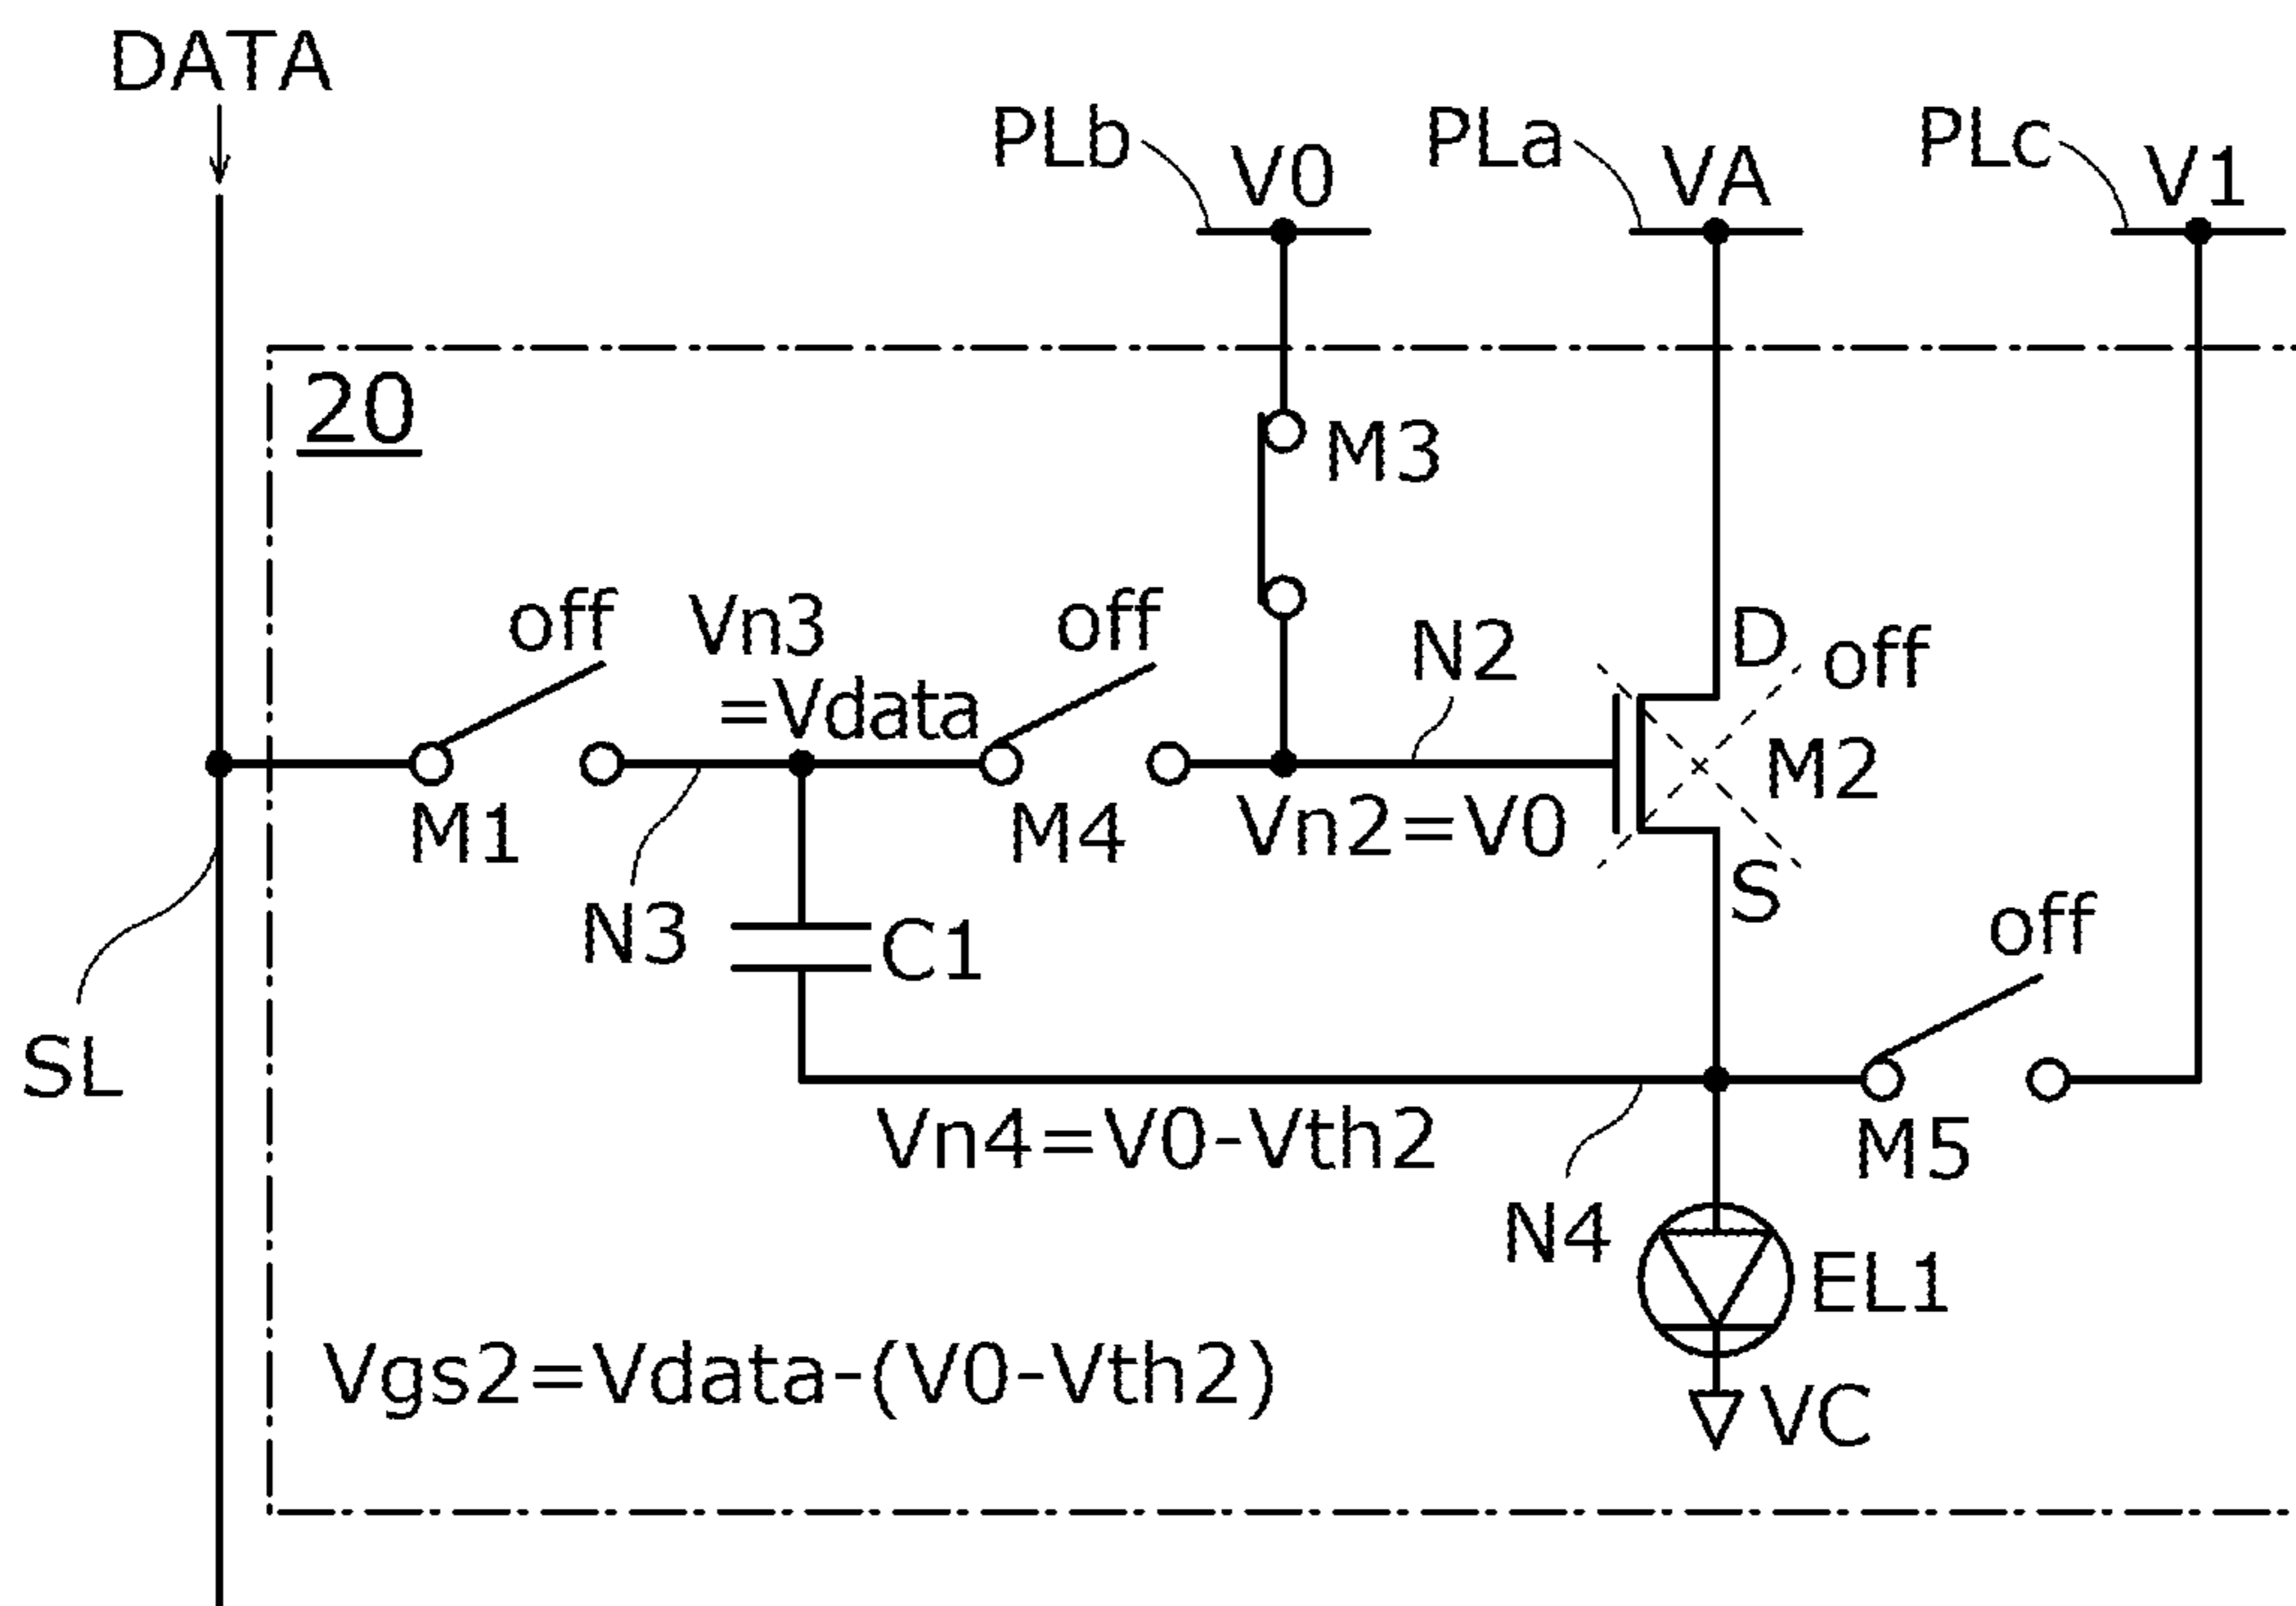 DATA
PLb
V0
PLa
VA
PLc
V1
20
M3
off
Vn3
=Vdata
off
N2
D
off
M1
M4
Vn2=V0
M2
S
N3
C1
off
SL
Vn4=V0-Vth2
M5
N4
EL1
Vgs2=Vdata-(V0-Vth2)
VC